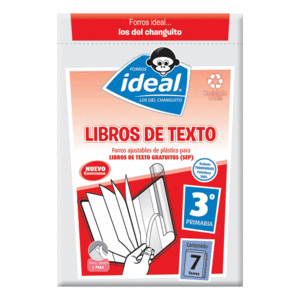 Forros ideal...
los del changuito
FORROS
ideal
LOS DEL CHANGUITO
LIBROS DE TEXTO
Forros ajustables de plástico para
LIBROS DE TEXTO GRATUITOS (SEP)
NUEVO
3°
PRIMARIA
Contenido:
7
forros